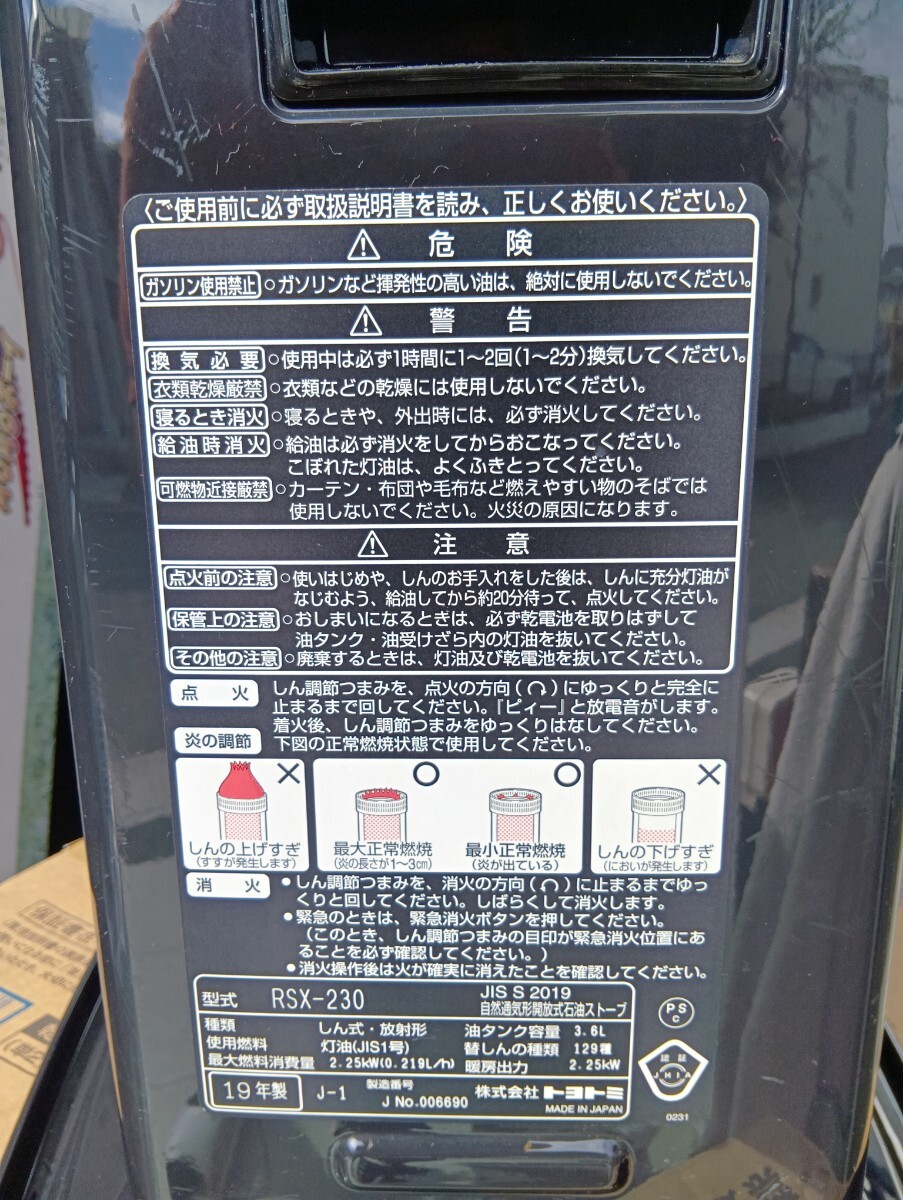 〈ご使用前に必ず取扱説明書を読み、正しくお使いください。〉
危険
ガソリン使用禁止 ○ガソリンなど揮発性の高い油は、絶対に使用しないでください。
警告
換気必要 ○使用中は必ず1時間に1〜2回(1〜2分)換気してください。
衣類乾燥厳禁 ○衣類などの乾燥には使用しないでください。
寝るとき消火 ○寝るときや、外出時には、必ず消火してください。
給油時消火 ○給油は必ず消火をしてからおこなってください。
こぼれた灯油は、よくふきとってください。
可燃物近接厳禁 ○カーテン・布団や毛布など燃えやすい物のそばでは
使用しないでください。火災の原因になります。
注意
点火前の注意 ○使いはじめや、しんのお手入れをした後は、しんに充分灯油が
なじむよう、給油してから約20分待って、点火してください。
保管上の注意 ○おしまいになるときは、必ず乾電池を取りはずして
油タンク・油受けざら内の灯油を抜いてください。
その他の注意 ○廃棄するときは、灯油及び乾電池を抜いてください。
点火 しん調節つまみを、点火の方向(↷)にゆっくりと完全に
止まるまで回してください。『ピィー』と放電音がします。
着火後、しん調節つまみをゆっくりはなしてください。
炎の調節 下図の正常燃焼状態で使用してください。
× ○ ○ ×
しんの上げすぎ 最大正常燃焼 最小正常燃焼 しんの下げすぎ
(すすが発生します) (炎の長さが1〜3cm) (炎が出ている) (においが発生します)
消火 •しん調節つまみを、消火の方向(↶)に止まるまでゆっ
くりと回してください。しばらくして消火します。
•緊急のときは、緊急消火ボタンを押してください。
(このとき、しん調節つまみの目印が緊急消火位置にあ
ることを必ず確認してください。)
•消火操作後は火が確実に消えたことを確認してください。
型式 RSX-230 JIS S 2019
自然通気形開放式石油ストーブ
種類 しん式・放射形 油タンク容量 3.6L
使用燃料 灯油(JIS1号) 替しんの種類 129種
最大燃料消費量 2.25kW(0.219L/h) 暖房出力 2.25kW
19年製 J-1 製造番号
J No.006690 株式会社 トヨトミ
MADE IN JAPAN
PS
C
認証
JHIA
0231